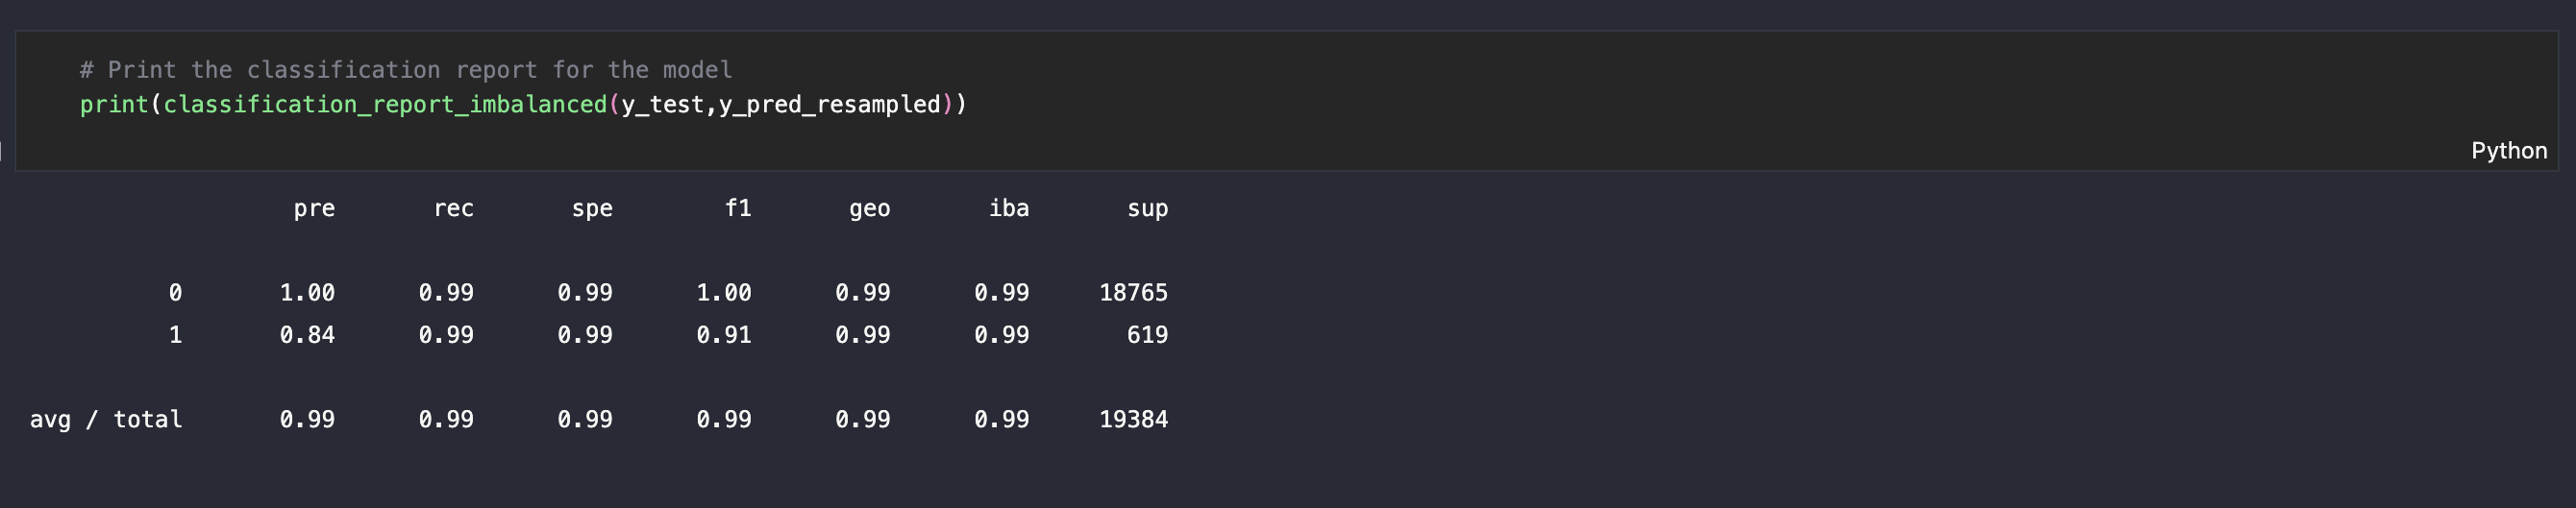 # Print the classification report for the model
print(classification_report_imbalanced(y_test,y_pred_resampled))
Python
pre rec spe f1 geo iba sup
0 1.00 0.99 0.99 1.00 0.99 0.99 18765
1 0.84 0.99 0.99 0.91 0.99 0.99 619
avg / total 0.99 0.99 0.99 0.99 0.99 0.99 19384